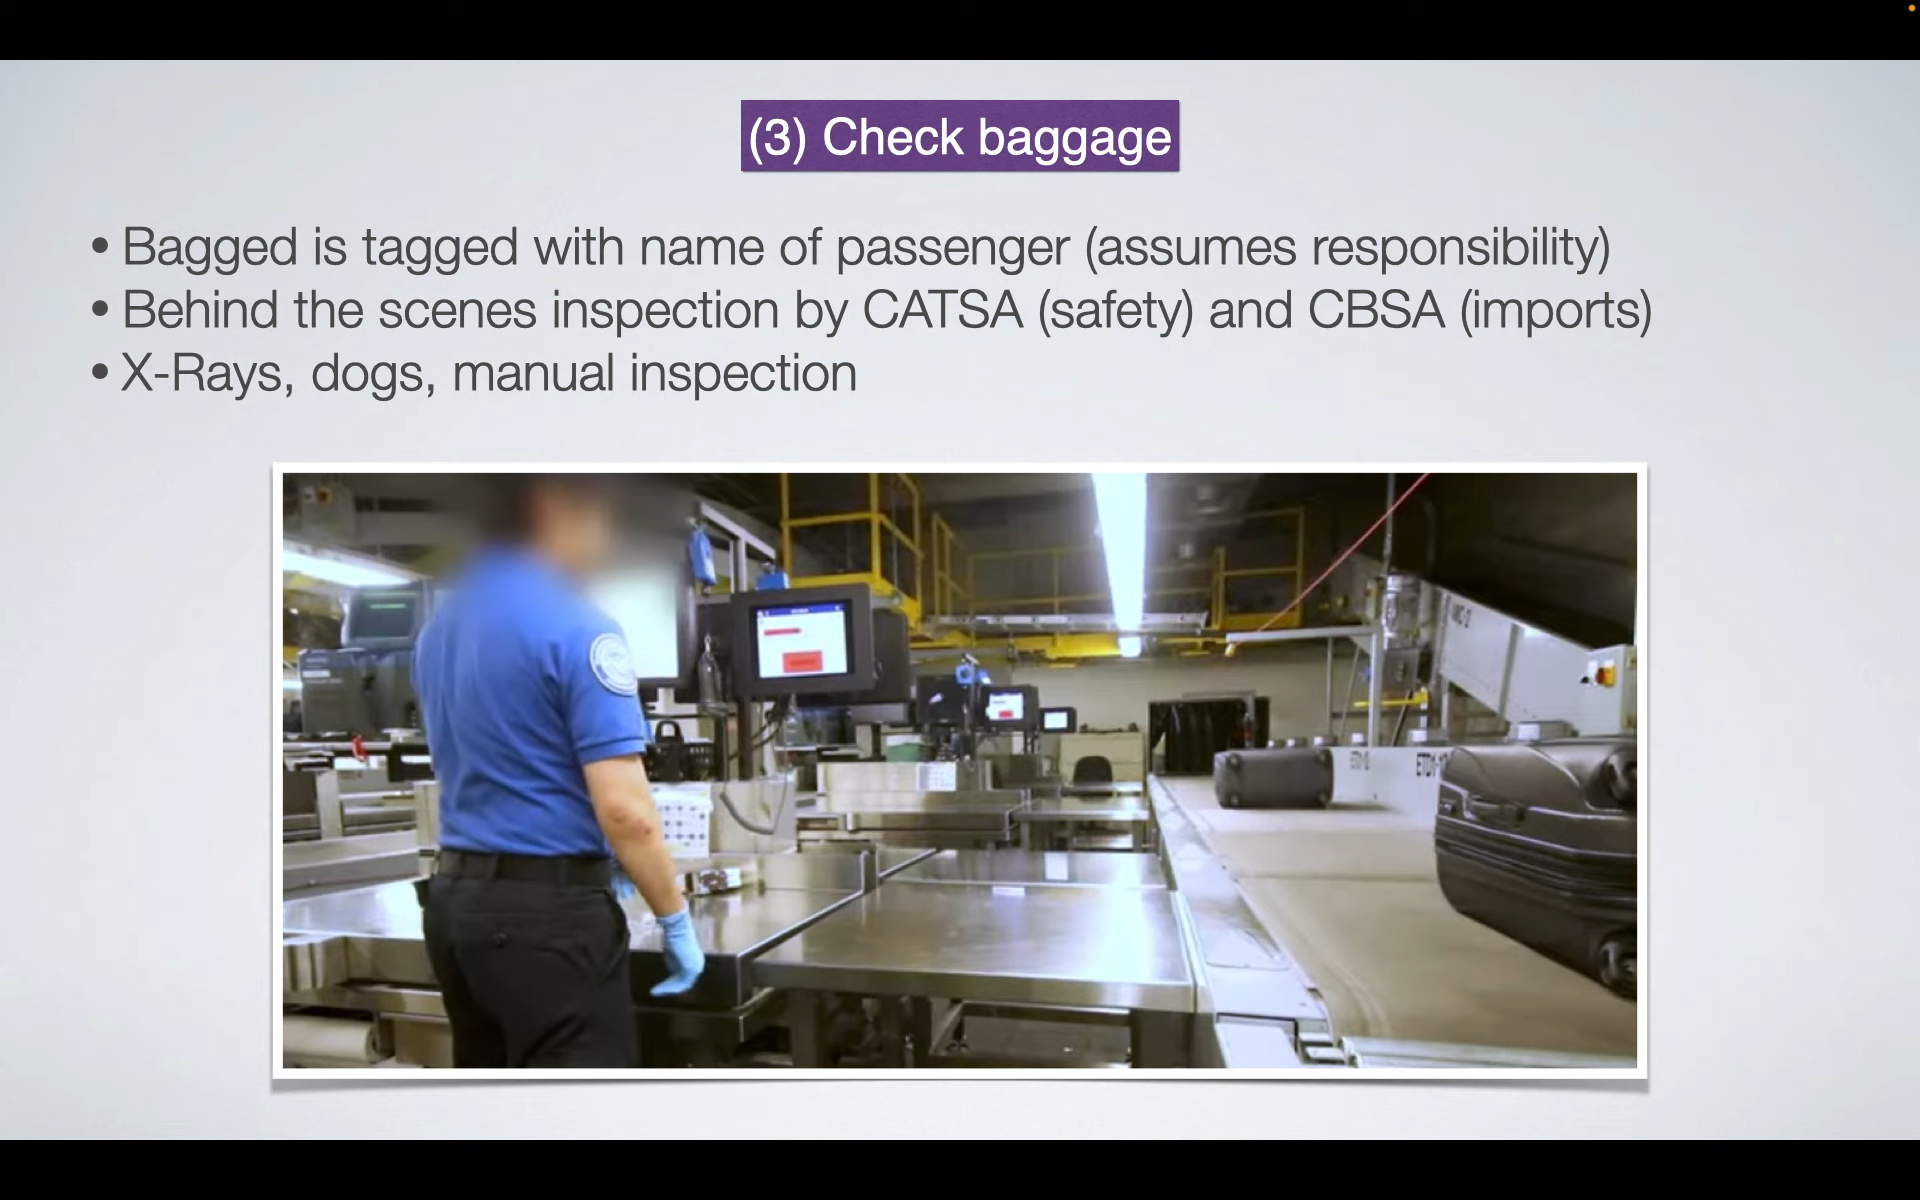 (3) Check baggage
• Bagged is tagged with name of passenger (assumes responsibility)
• Behind the scenes inspection by CATSA (safety) and CBSA (imports)
• X-Rays, dogs, manual inspection